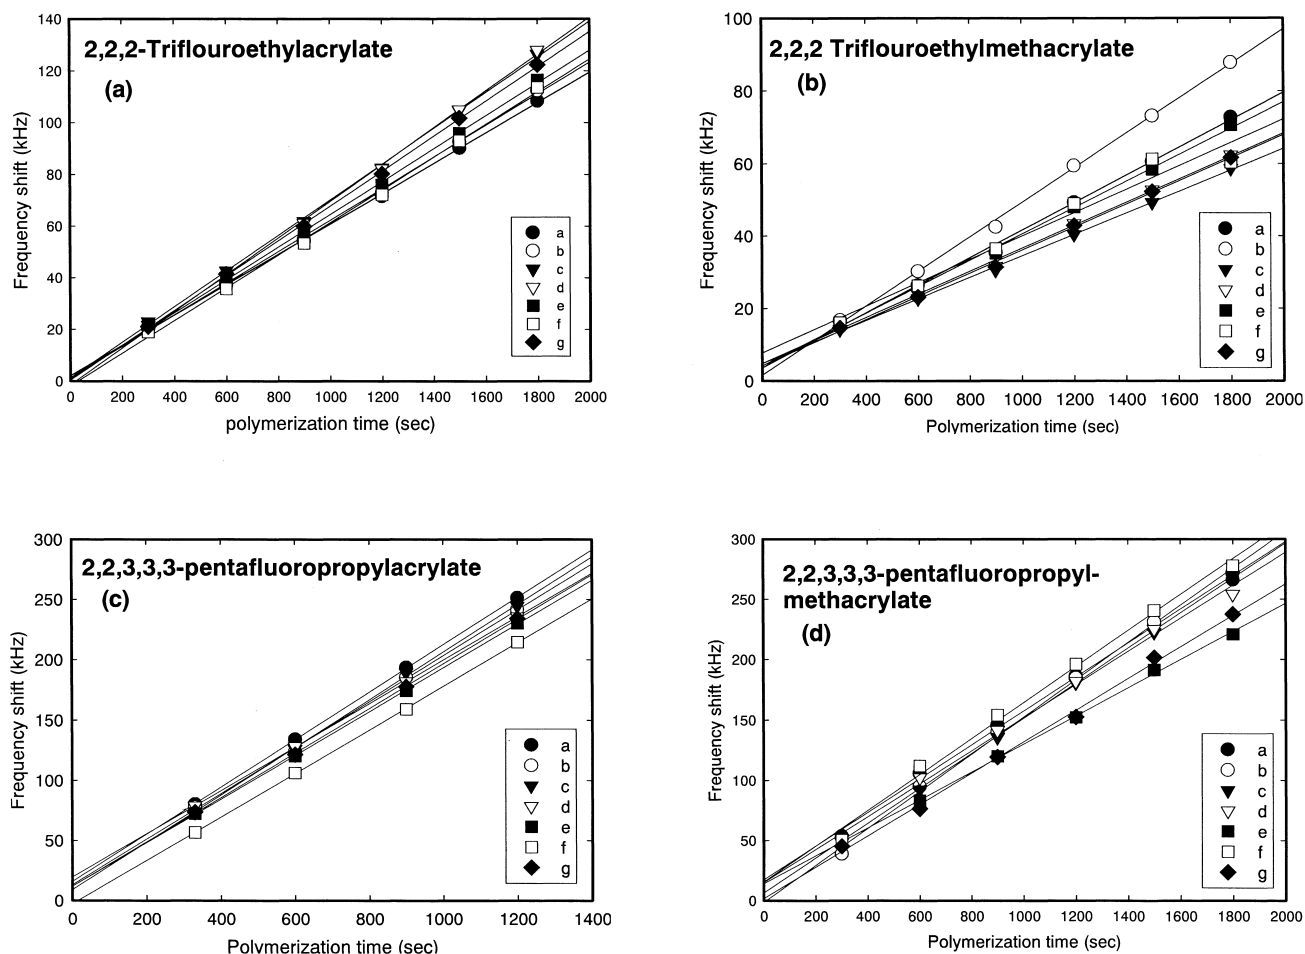 2,2,2-Triflouroethylacrylate
(a)
Frequency shift (kHz)
140
120
100
80
60
40
20
0
a
b
c
d
e
f
g
0 200 400 600 800 1000 1200 1400 1600 1800 2000
polymerization time (sec)
2,2,2 Triflouroethylmethacrylate
(b)
Frequency shift (kHz)
100
80
60
40
20
0
a
b
c
d
e
f
g
0 200 400 600 800 1000 1200 1400 1600 1800 2000
Polymerization time (sec)
2,2,3,3,3-pentafluoropropylacrylate
(c)
Frequency shift (kHz)
300
250
200
150
100
50
0
a
b
c
d
e
f
g
0 200 400 600 800 1000 1200 1400
Polymerization time (sec)
2,2,3,3,3-pentafluoropropyl-
methacrylate
(d)
Frequency shift (kHz)
300
250
200
150
100
50
0
a
b
c
d
e
f
g
0 200 400 600 800 1000 1200 1400 1600 1800 2000
Polymerization time (sec)